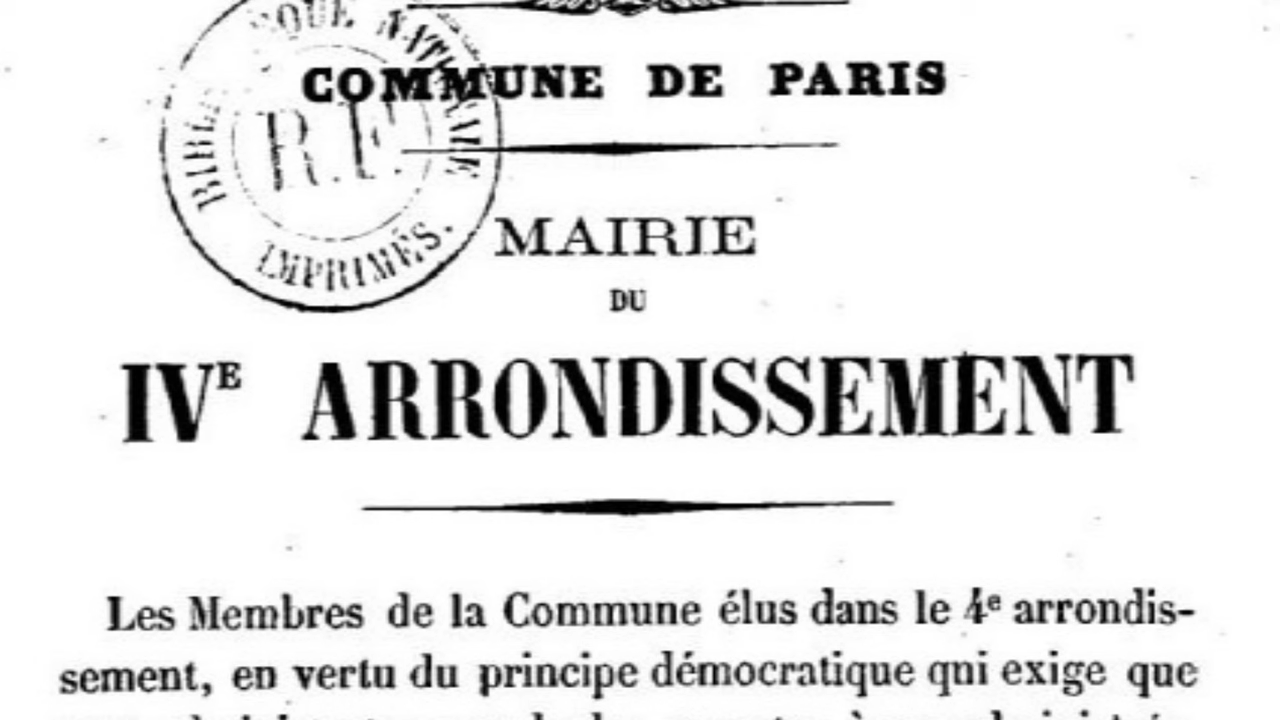 COMMUNE DE PARIS
R.F.
IMPRIMÉS.
MAIRIE
DU
IVE ARRONDISSEMENT
Les Membres de la Commune élus dans le 4e arrondis-
sement, en vertu du principe démocratique qui exige que